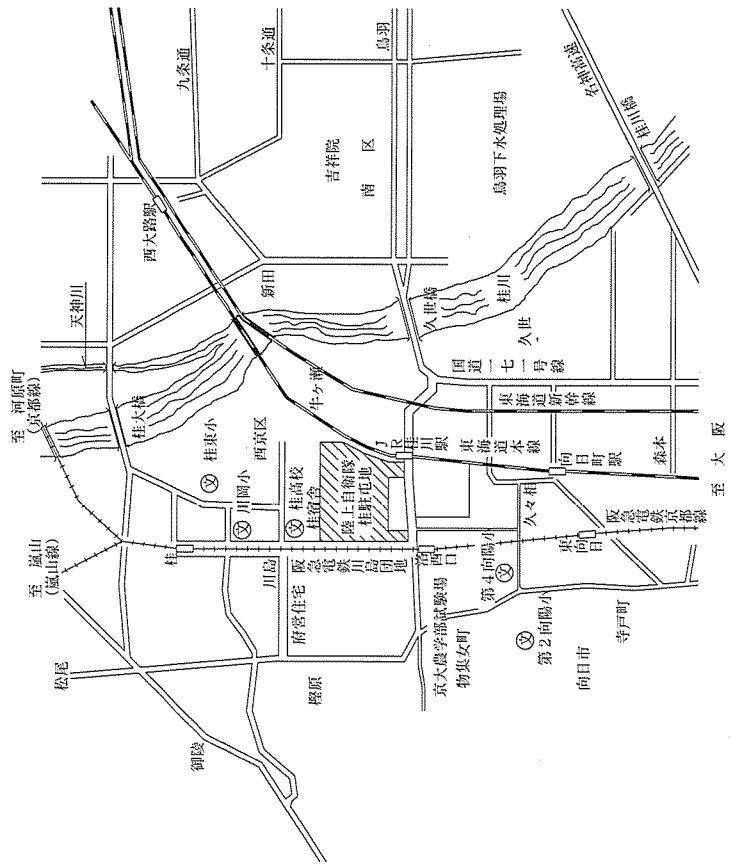 至 河原町
(京都線)
天神川
西大路駅
九条通
十条通
鳥羽
吉祥院
南区
新田
鳥羽下水処理場
名神高速
桂川橋
桂川
久世橋
久世
国道一七一号線
東海道新幹線
牛ケ瀬
桂大橋
桂東小
西京区
文
川岡小
文
桂高校
桂宿舎
文
陸上自衛隊
桂駐屯地
JR桂川駅
東海道本線
向日町駅
森本
至 大阪
至 嵐山
(嵐山線)
桂
川島
阪急電鉄川島団地
洛西口
第4向陽小
文
久々相
東向日
阪急電鉄京都線
松尾
府営住宅
樫原
京大農学部試験場
物集女町
文
第2向陽小
向日市
寺戸町
御陵